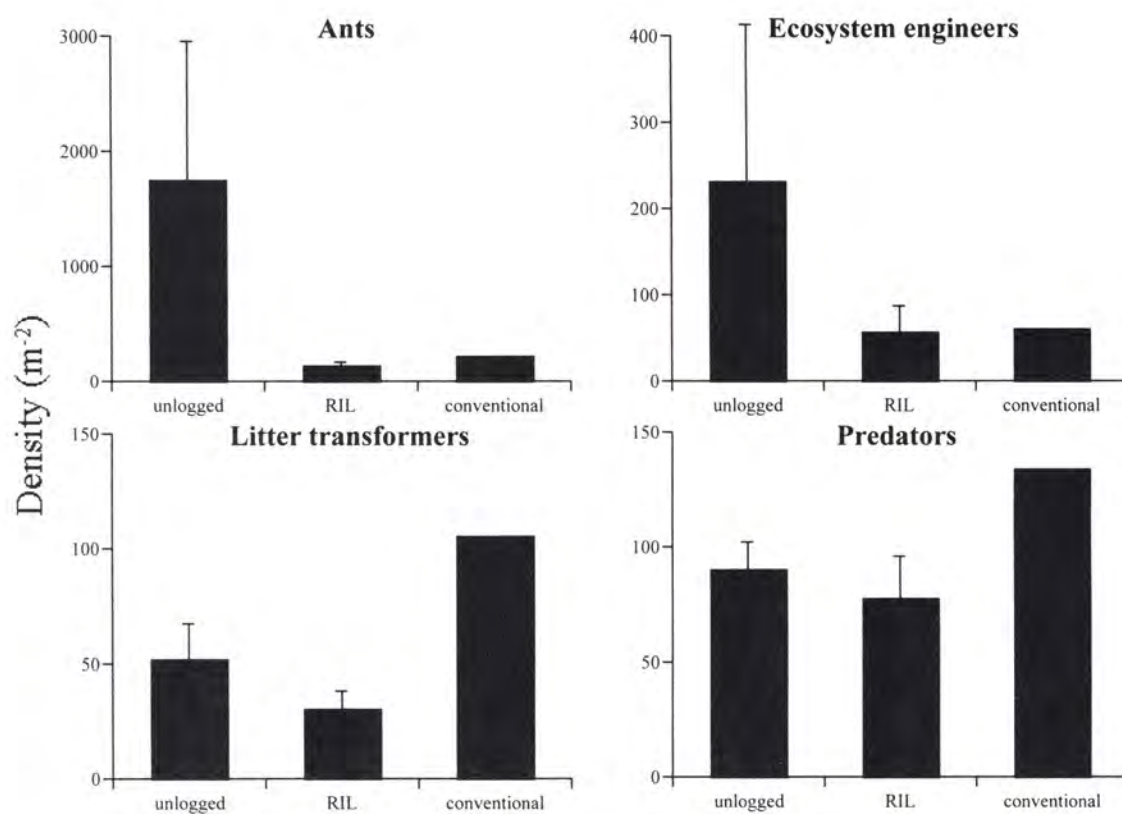 Density (m⁻²)
Ants
3000
2000
1000
0
unlogged RIL conventional
Ecosystem engineers
400
300
200
100
0
unlogged RIL conventional
Litter transformers
150
100
50
0
unlogged RIL conventional
Predators
150
100
50
0
unlogged RIL conventional